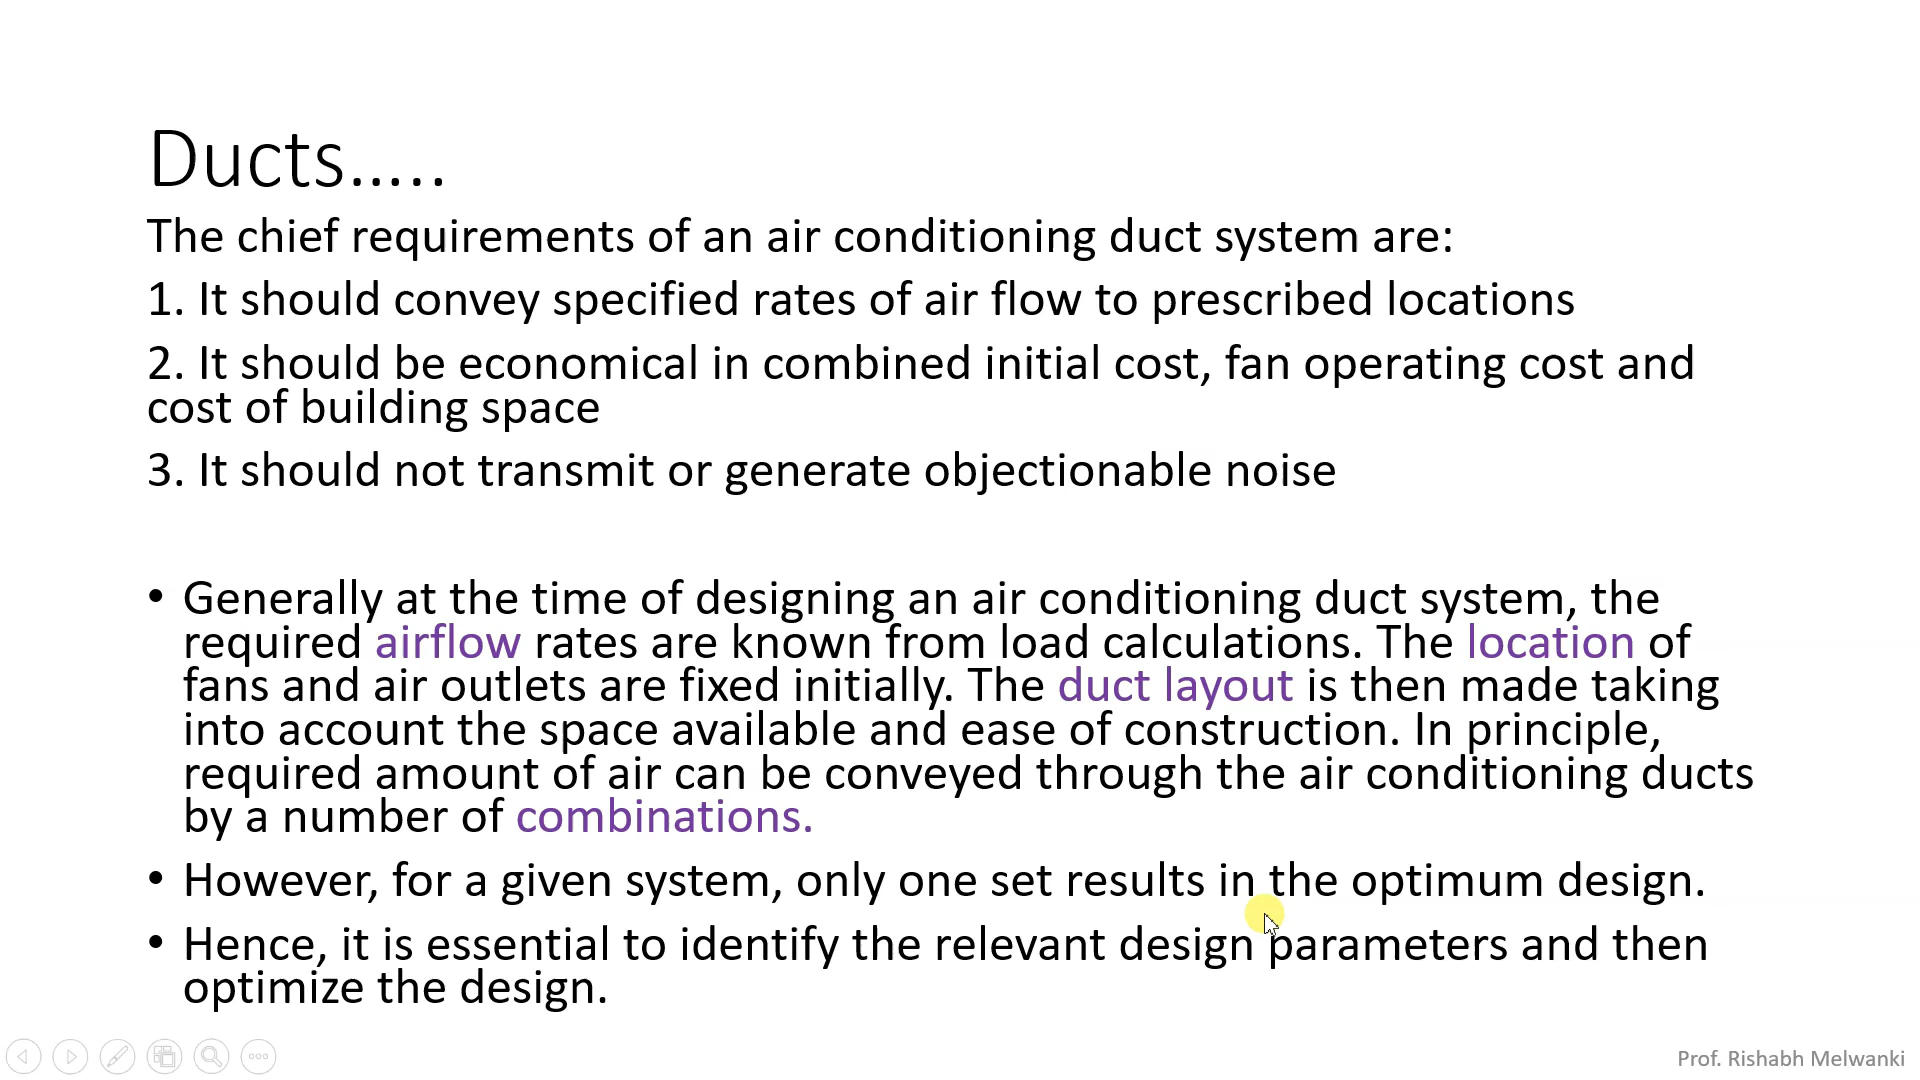 Ducts.....
The chief requirements of an air conditioning duct system are:
1. It should convey specified rates of air flow to prescribed locations
2. It should be economical in combined initial cost, fan operating cost and
cost of building space
3. It should not transmit or generate objectionable noise
• Generally at the time of designing an air conditioning duct system, the
required airflow rates are known from load calculations. The location of
fans and air outlets are fixed initially. The duct layout is then made taking
into account the space available and ease of construction. In principle,
required amount of air can be conveyed through the air conditioning ducts
by a number of combinations.
• However, for a given system, only one set results in the optimum design.
• Hence, it is essential to identify the relevant design parameters and then
optimize the design.
Prof. Rishabh Melwanki